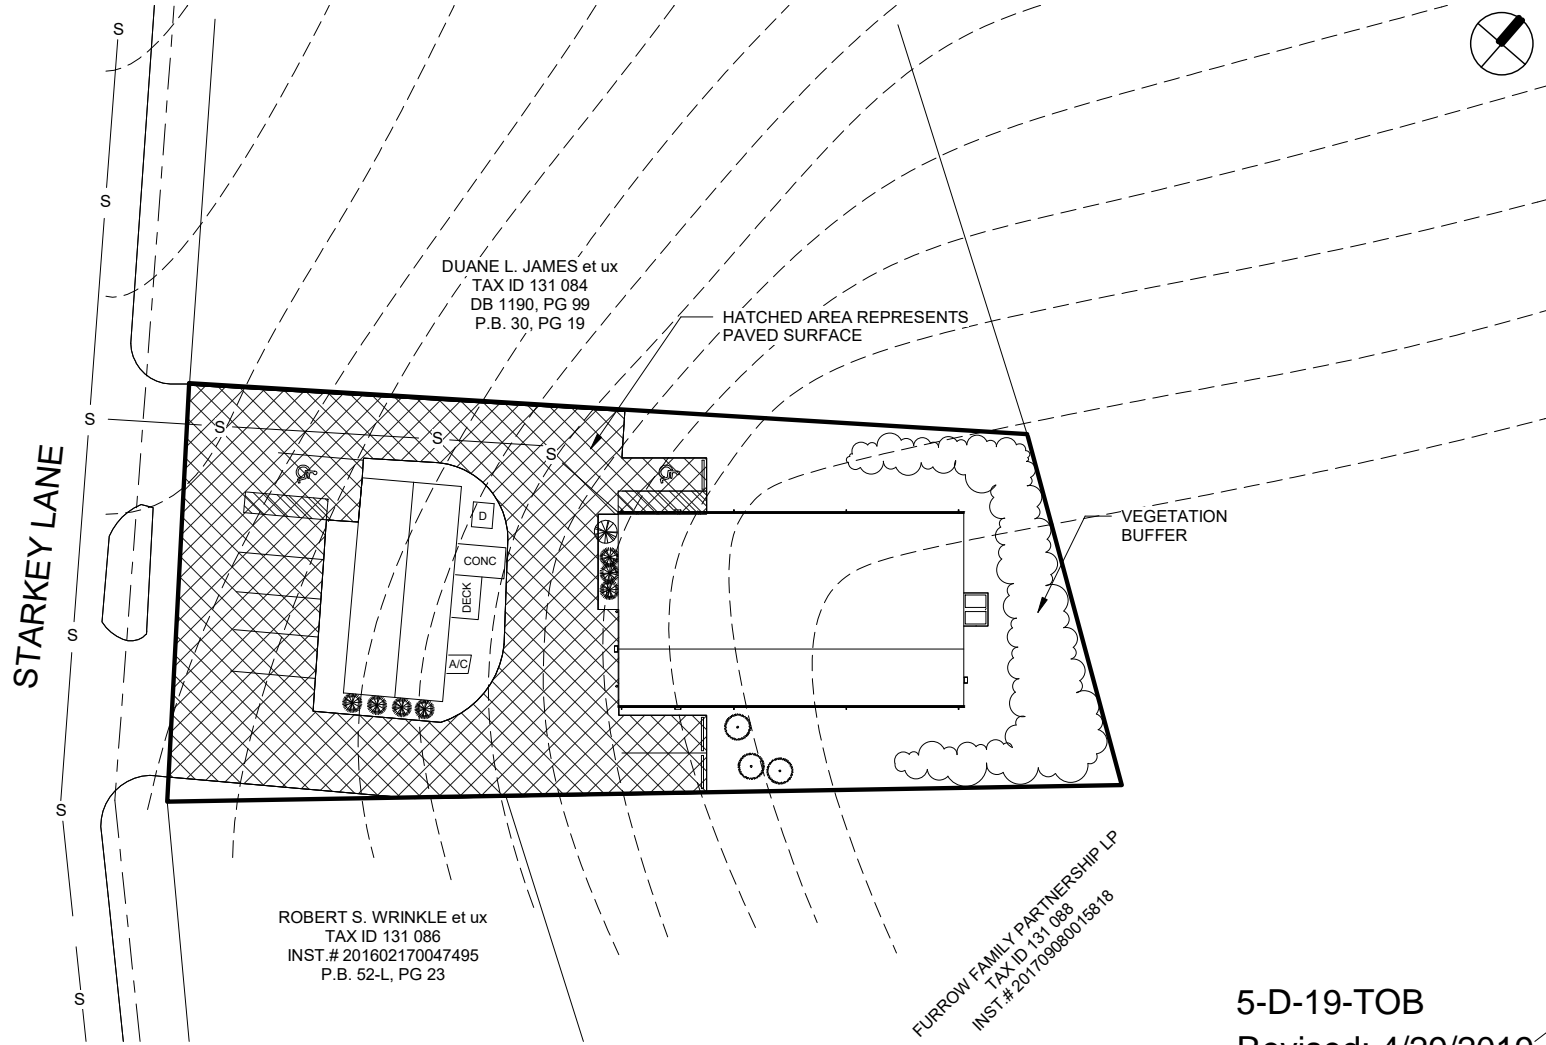 S
S
DUANE L. JAMES et ux
TAX ID 131 084
DB 1190, PG 99
P.B. 30, PG 19
HATCHED AREA REPRESENTS
PAVED SURFACE
S
S
S
S
STARKEY LANE
D
CONC
DECK
A/C
VEGETATION
BUFFER
S
S
ROBERT S. WRINKLE et ux
TAX ID 131 086
INST.# 201602170047495
P.B. 52-L, PG 23
S
FURROW FAMILY PARTNERSHIP LP
TAX ID 131 088
INST.# 201709080015818
5-D-19-TOB
Revised: 4/29/2019